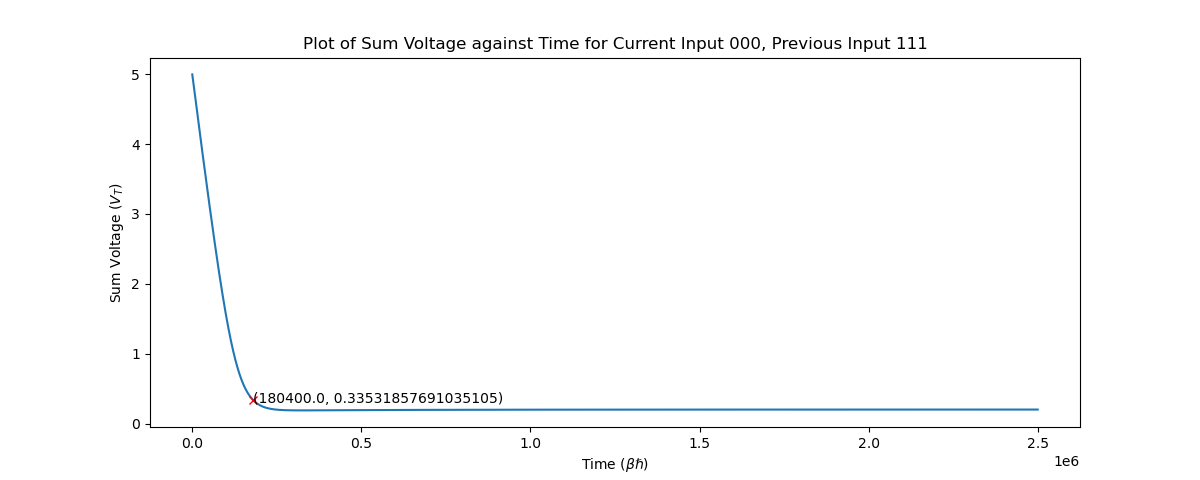 Plot of Sum Voltage against Time for Current Input 000, Previous Input 111
5
4
3
2
1
0
Sum Voltage (V_T)
(180400.0, 0.33531857691035105)
0.0 0.5 1.0 1.5 2.0 2.5
1e6
Time (βℏ)